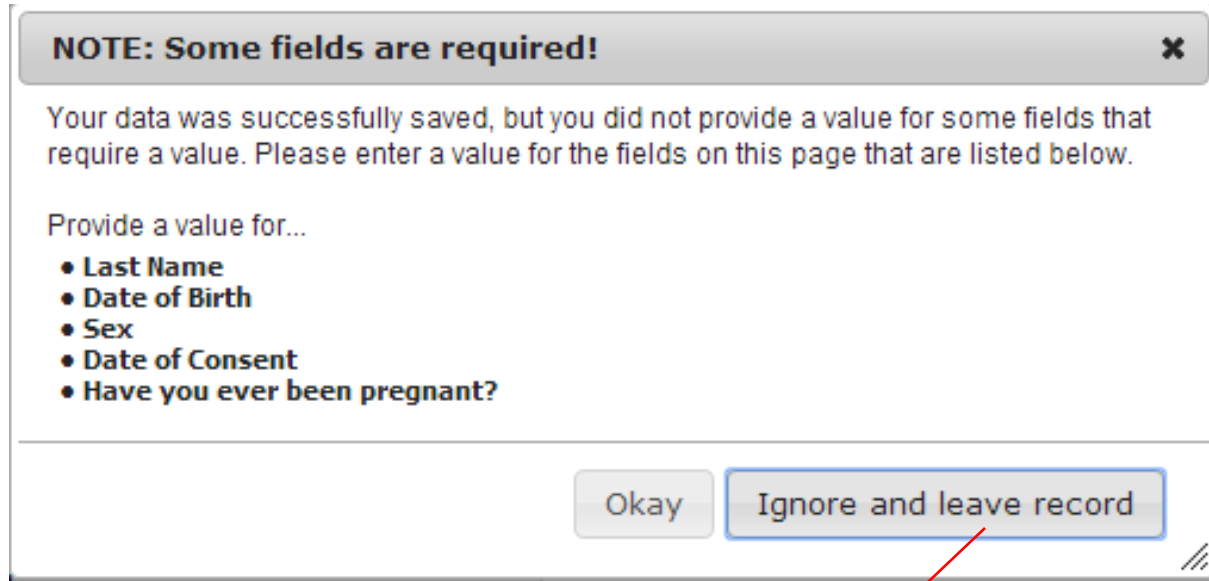 NOTE: Some fields are required!
Your data was successfully saved, but you did not provide a value for some fields that
require a value. Please enter a value for the fields on this page that are listed below.
Provide a value for...
• Last Name
• Date of Birth
• Sex
• Date of Consent
• Have you ever been pregnant?
Okay
Ignore and leave record